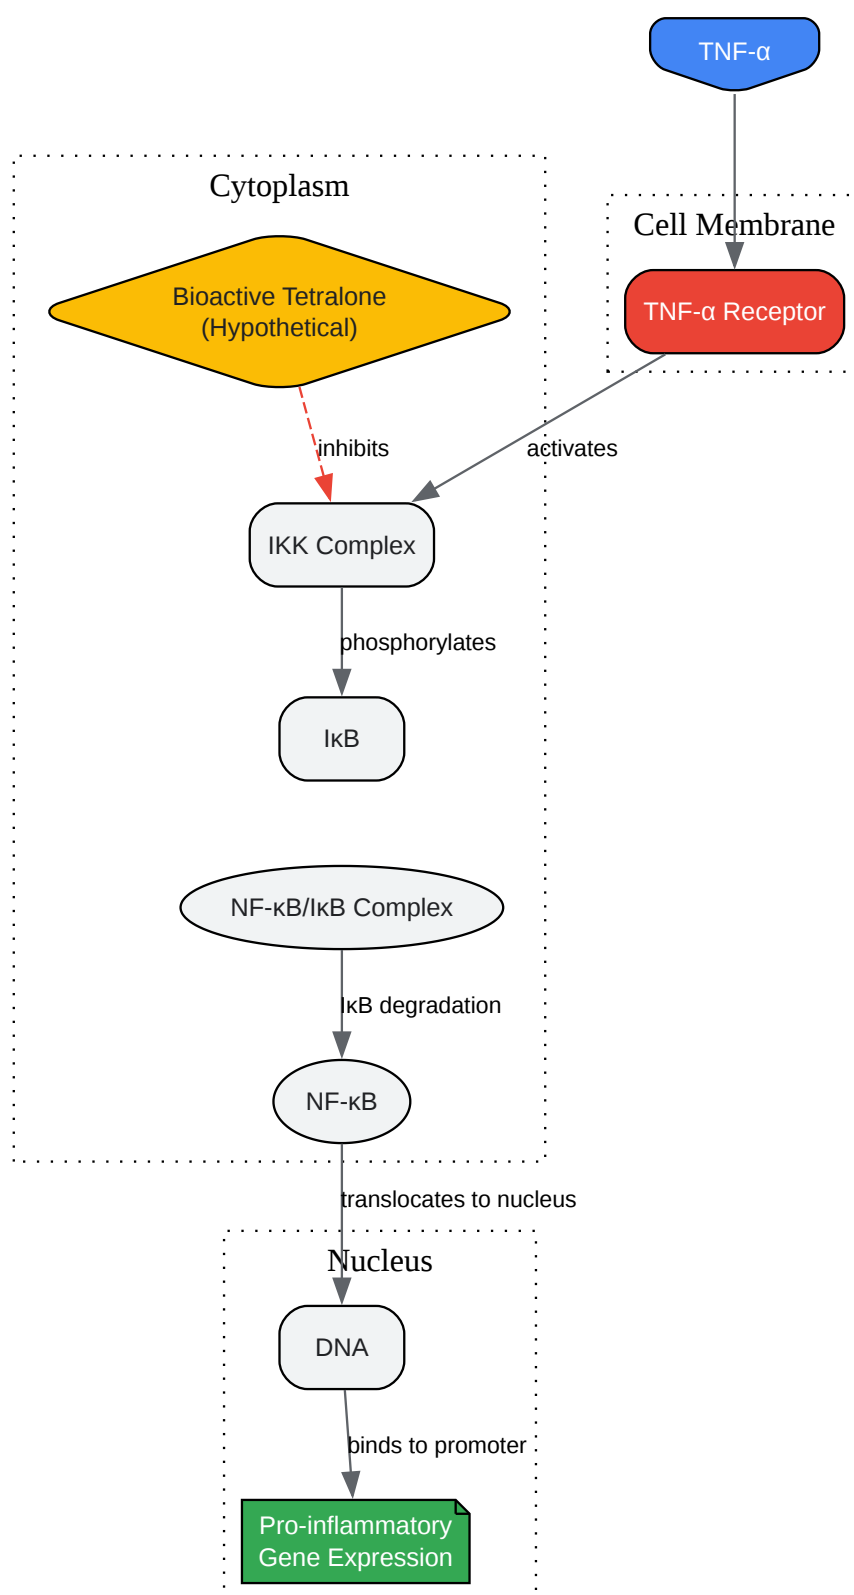 TNF-α
Cytoplasm
Cell Membrane
Bioactive Tetralone
(Hypothetical)
TNF-α Receptor
inhibits
activates
IKK Complex
phosphorylates
IκB
NF-κB/IκB Complex
IκB degradation
NF-κB
translocates to nucleus
Nucleus
DNA
binds to promoter
Pro-inflammatory
Gene Expression